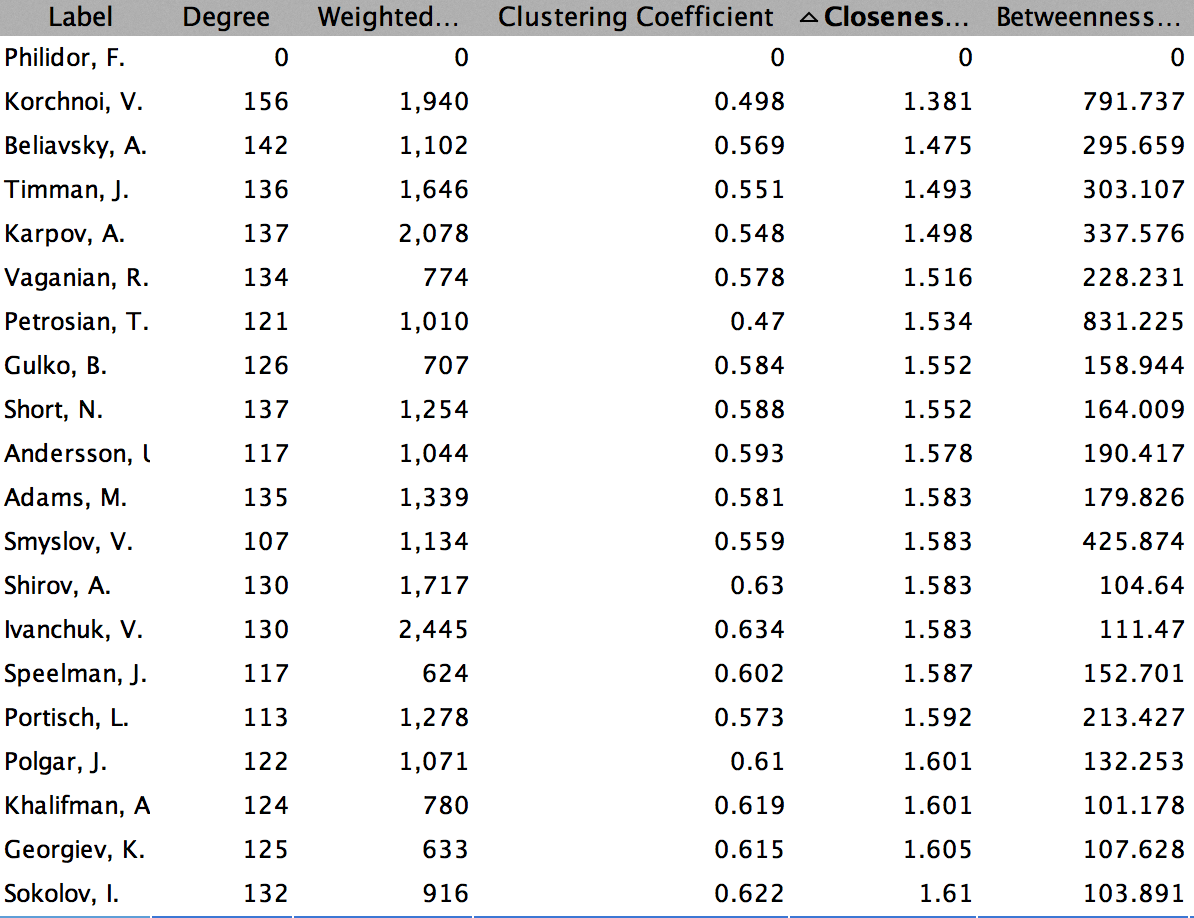 Label Degree Weighted... Clustering Coefficient Closenes... Betweenness...
Philidor, F. 0 0 0 0 0
Korchnoi, V. 156 1,940 0.498 1.381 791.737
Beliavsky, A. 142 1,102 0.569 1.475 295.659
Timman, J. 136 1,646 0.551 1.493 303.107
Karpov, A. 137 2,078 0.548 1.498 337.576
Vaganian, R. 134 774 0.578 1.516 228.231
Petrosian, T. 121 1,010 0.47 1.534 831.225
Gulko, B. 126 707 0.584 1.552 158.944
Short, N. 137 1,254 0.588 1.552 164.009
Andersson, 117 1,044 0.593 1.578 190.417
Adams, M. 135 1,339 0.581 1.583 179.826
Smyslov, V. 107 1,134 0.559 1.583 425.874
Shirov, A. 130 1,717 0.63 1.583 104.64
Ivanchuk, V. 130 2,445 0.634 1.583 111.47
Speelman, J. 117 624 0.602 1.587 152.701
Portisch, L. 113 1,278 0.573 1.592 213.427
Polgar, J. 122 1,071 0.61 1.601 132.253
Khalifman, A 124 780 0.619 1.601 101.178
Georgiev, K. 125 633 0.615 1.605 107.628
Sokolov, I. 132 916 0.622 1.61 103.891